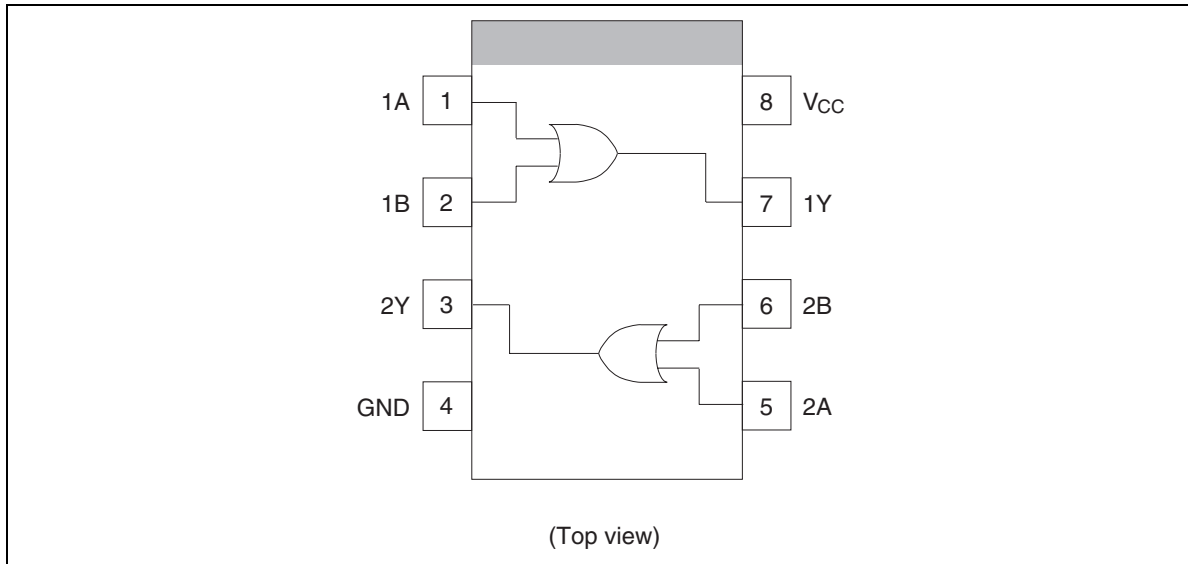 1A 1 8 VCC
1B 2 7 1Y
2Y 3 6 2B
GND 4 5 2A
(Top view)